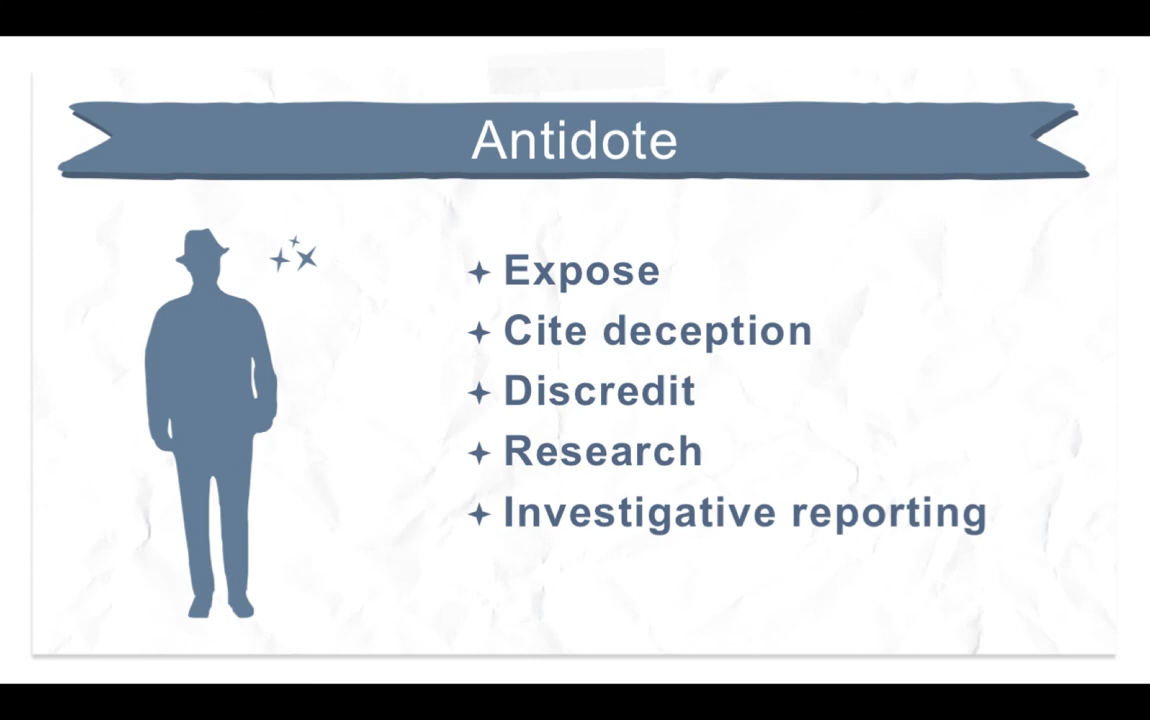 Antidote
Expose
Cite deception
Discredit
Research
Investigative reporting